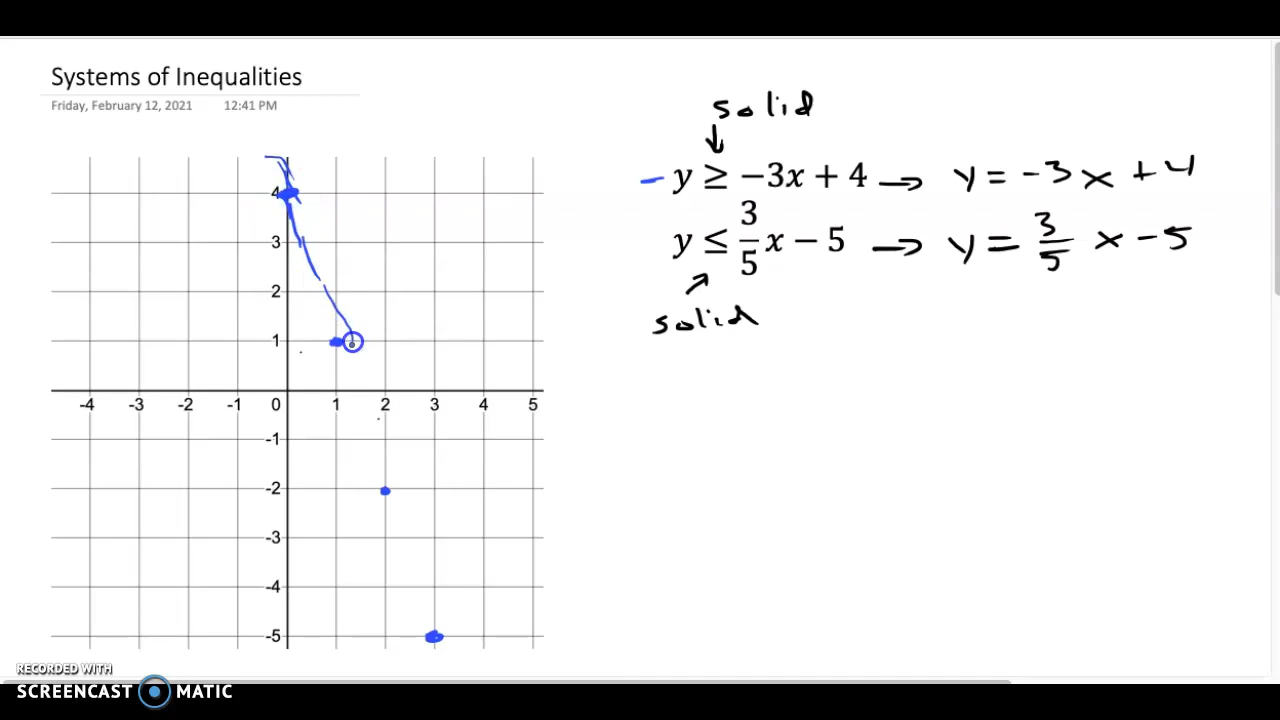 Systems of Inequalities
Friday, February 12, 2021 12:41 PM
solid
↓
– y ≥ −3x + 4 → y = -3x + 4
y ≤ 3/5 x − 5 → y = 3/5 x - 5
↗
solid
4
3
2
1
-4 -3 -2 -1 0 1 2 3 4 5
-1
-2
-3
-4
-5
RECORDED WITH
SCREENCAST MATIC